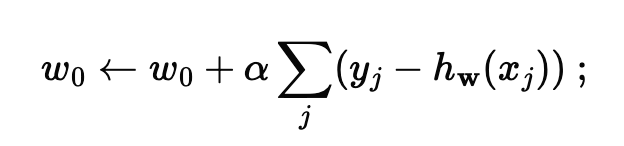 w₀ ← w₀ + α ∑ⱼ (yⱼ − h𝐰(xⱼ)) ;